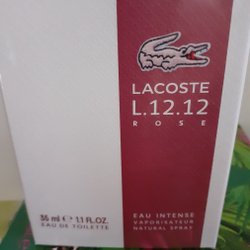 LACOSTE
L.12.12
ROSE
35 ml ℮ 1.1 FL.OZ.
EAU DE TOILETTE
EAU INTENSE
VAPORISATEUR
NATURAL SPRAY